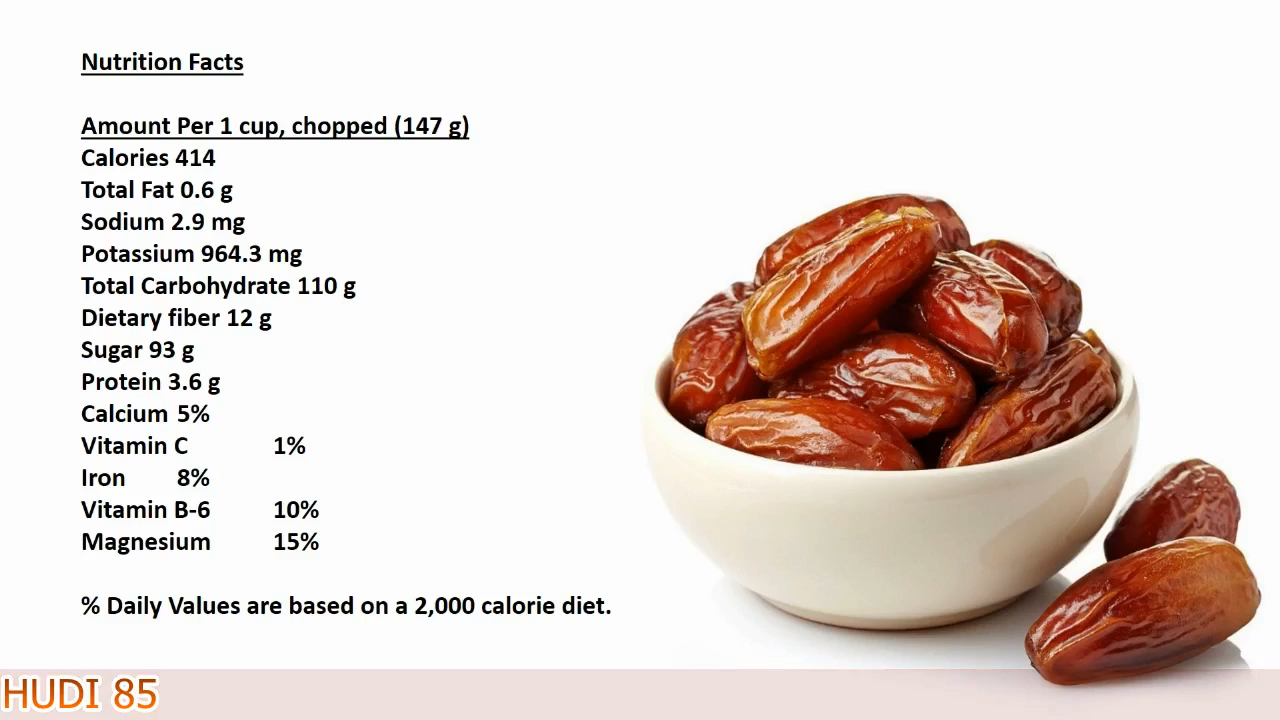 Nutrition Facts
Amount Per 1 cup, chopped (147 g)
Calories 414
Total Fat 0.6 g
Sodium 2.9 mg
Potassium 964.3 mg
Total Carbohydrate 110 g
Dietary fiber 12 g
Sugar 93 g
Protein 3.6 g
Calcium 5%
Vitamin C 1%
Iron 8%
Vitamin B-6 10%
Magnesium 15%
% Daily Values are based on a 2,000 calorie diet.
HUDI 85